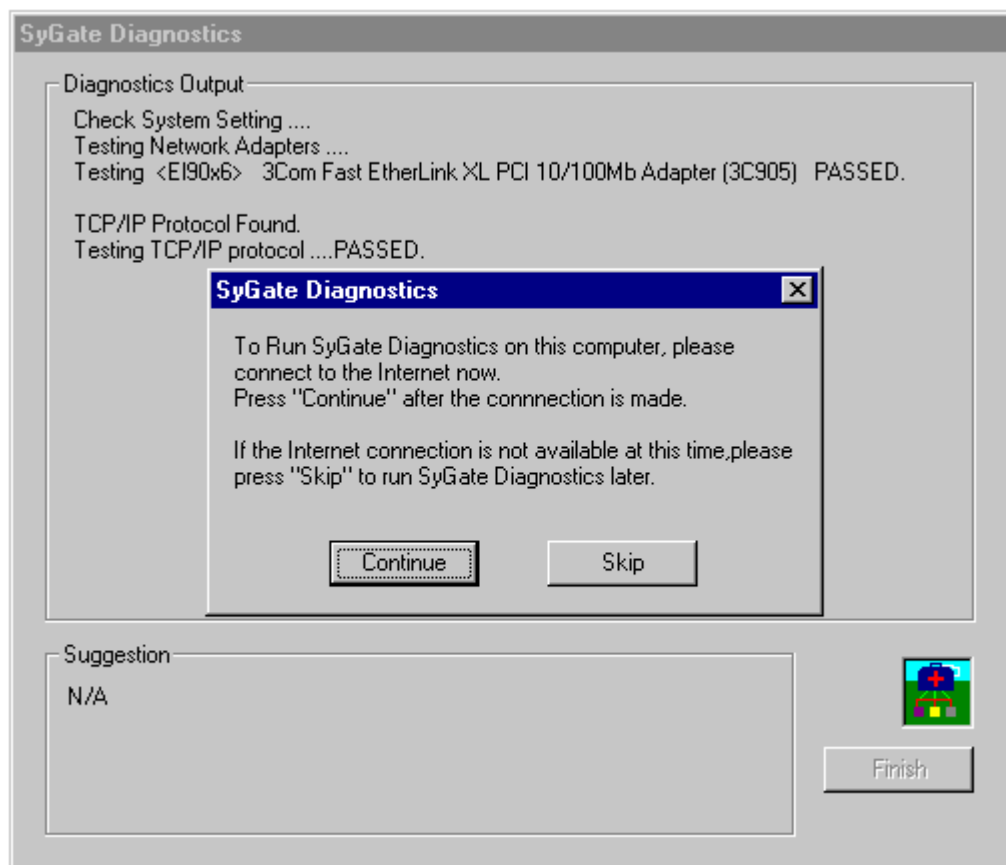 SyGate Diagnostics
Diagnostics Output
Check System Setting ....
Testing Network Adapters ....
Testing <El90x6> 3Com Fast EtherLink XL PCI 10/100Mb Adapter (3C905) PASSED.
TCP/IP Protocol Found.
Testing TCP/IP protocol ....PASSED.
SyGate Diagnostics
To Run SyGate Diagnostics on this computer, please
connect to the Internet now.
Press "Continue" after the connnection is made.
If the Internet connection is not available at this time,please
press "Skip" to run SyGate Diagnostics later.
Continue Skip
Suggestion
N/A
Finish